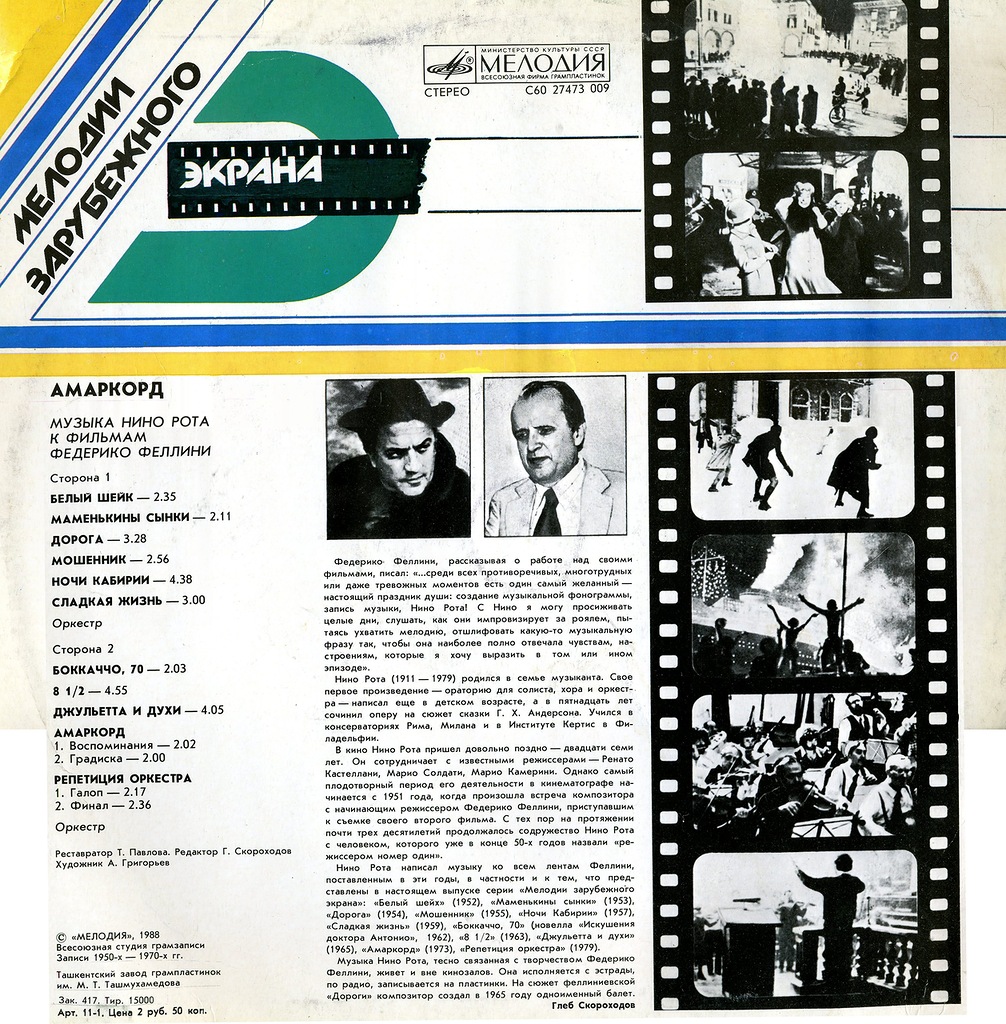 МЕЛОДИИ
ЗАРУБЕЖНОГО
ЭКРАНА
МИНИСТЕРСТВО КУЛЬТУРЫ СССР
МЕЛОДИЯ
ВСЕСОЮЗНАЯ ФИРМА ГРАМПЛАСТИНОК
СТЕРЕО С60 27473 009
АМАРКОРД
МУЗЫКА НИНО РОТА
К ФИЛЬМАМ
ФЕДЕРИКО ФЕЛЛИНИ
Сторона 1
БЕЛЫЙ ШЕЙК — 2.35
МАМЕНЬКИНЫ СЫНКИ — 2.11
ДОРОГА — 3.28
МОШЕННИК — 2.56
НОЧИ КАБИРИИ — 4.38
СЛАДКАЯ ЖИЗНЬ — 3.00
Оркестр
Сторона 2
БОККАЧЧО, 70 — 2.03
8 1/2 — 4.55
ДЖУЛЬЕТТА И ДУХИ — 4.05
АМАРКОРД
1. Воспоминания — 2.02
2. Градиска — 2.00
РЕПЕТИЦИЯ ОРКЕСТРА
1. Галоп — 2.17
2. Финал — 2.36
Оркестр
Реставратор Т. Павлова. Редактор Г. Скороходов
Художник А. Григорьев
© «МЕЛОДИЯ», 1988
Всесоюзная студия грамзаписи
Записи 1950-х — 1970-х гг.
Ташкентский завод грампластинок
им. М. Т. Ташмухамедова
Зак. 417. Тир. 15000
Арт. 11-1. Цена 2 руб. 50 коп.
Федерико Феллини, рассказывая о работе над своими
фильмами, писал: «...среди всех противоречивых, многотрудных
или даже тревожных моментов есть один самый желанный —
настоящий праздник души: создание музыкальной фонограммы,
запись музыки, Нино Рота! С Нино я могу просиживать
целые дни, слушать, как они импровизирует за роялем, пы-
таясь ухватить мелодию, отшлифовать какую-то музыкальную
фразу так, чтобы она наиболее полно отвечала чувствам, на-
строениям, которые я хочу выразить в том или ином
эпизоде».
Нино Рота (1911 — 1979) родился в семье музыканта. Свое
первое произведение — ораторию для солиста, хора и оркест-
ра — написал еще в детском возрасте, а в пятнадцать лет
сочинил оперу на сюжет сказки Г. Х. Андерсона. Учился в
консерваториях Рима, Милана и в Институте Кертис в Фи-
ладельфии.
В кино Нино Рота пришел довольно поздно — двадцати семи
лет. Он сотрудничает с известными режиссерами — Ренато
Кастеллани, Марио Солдати, Марио Камерини. Однако самый
плодотворный период его деятельности в кинематографе на-
чинается с 1951 года, когда произошла встреча композитора
с начинающим режиссером Федерико Феллини, приступавшим
к съемке своего второго фильма. С тех пор на протяжении
почти трех десятилетий продолжалось содружество Нино Рота
с человеком, которого уже в конце 50-х годов назвали «ре-
жиссером номер один».
Нино Рота написал музыку ко всем лентам Феллини,
поставленным в эти годы, в частности и к тем, что пред-
ставлены в настоящем выпуске серии «Мелодии зарубежного
экрана»: «Белый шейх» (1952), «Маменькины сынки» (1953),
«Дорога» (1954), «Мошенник» (1955), «Ночи Кабирии» (1957),
«Сладкая жизнь» (1959), «Боккаччо, 70» (новелла «Искушения
доктора Антонио», 1962), «8 1/2» (1963), «Джульетта и духи»
(1965), «Амаркорд» (1973), «Репетиция оркестра» (1979).
Музыка Нино Рота, тесно связанная с творчеством Федерико
Феллини, живет и вне кинозалов. Она исполняется с эстрады,
по радио, записывается на пластинки. На сюжет феллиниевской
«Дороги» композитор создал в 1965 году одноименный балет.
Глеб Скороходов